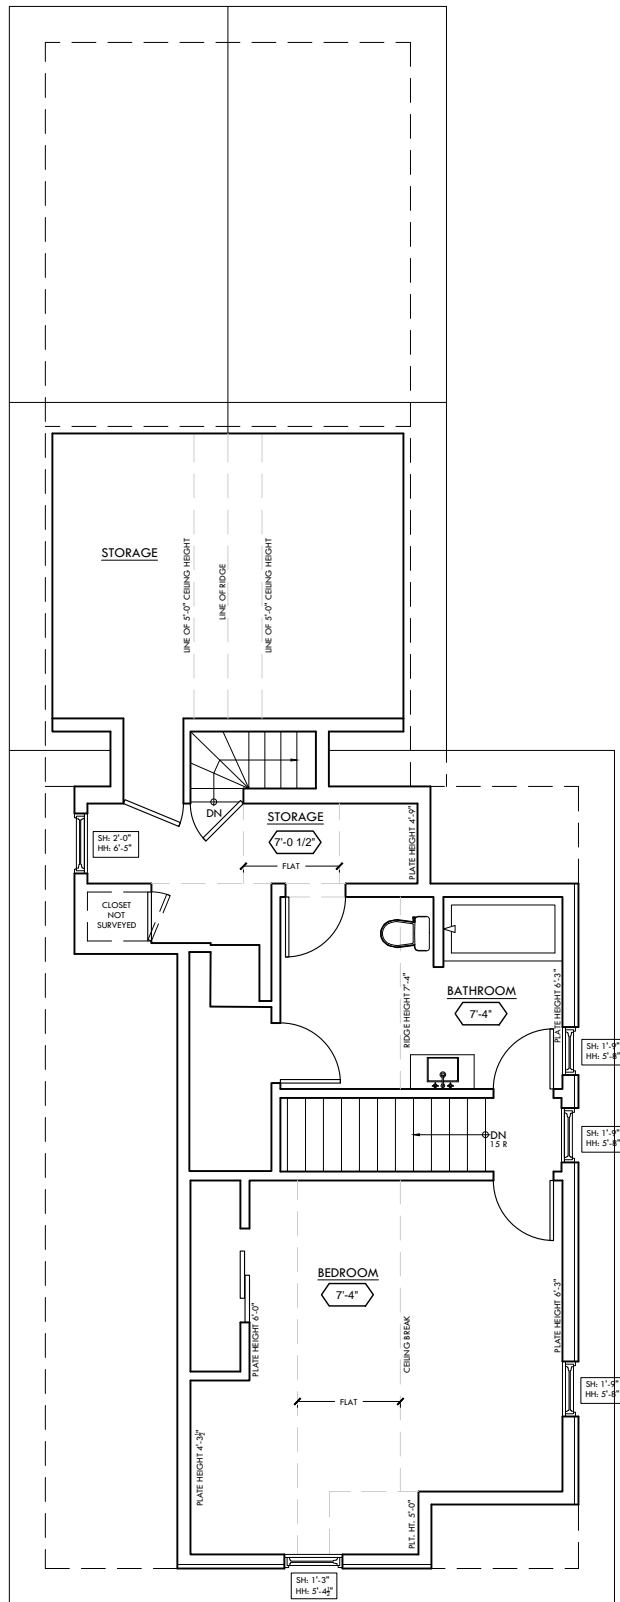 STORAGE
LINE OF 5'-0" CEILING HEIGHT
LINE OF RIDGE
LINE OF 5'-0" CEILING HEIGHT
DN
STORAGE
7'-0 1/2"
FLAT
PLATE HEIGHT 4'-9"
SH: 2'-0"
HH: 6'-5"
CLOSET
NOT
SURVEYED
RIDGE HEIGHT 7'-4"
BATHROOM
7'-4"
PLATE HEIGHT 6'-3"
SH: 1'-9"
HH: 5'-8"
SH: 1'-9"
HH: 5'-8"
DN
15 R
BEDROOM
7'-4"
PLATE HEIGHT 6'-0"
CEILING BREAK
PLATE HEIGHT 6'-3"
SH: 1'-9"
HH: 5'-8"
FLAT
PLATE HEIGHT 4'-3½"
PLT. HT. 5'-0"
SH: 1'-3"
HH: 5'-4½"